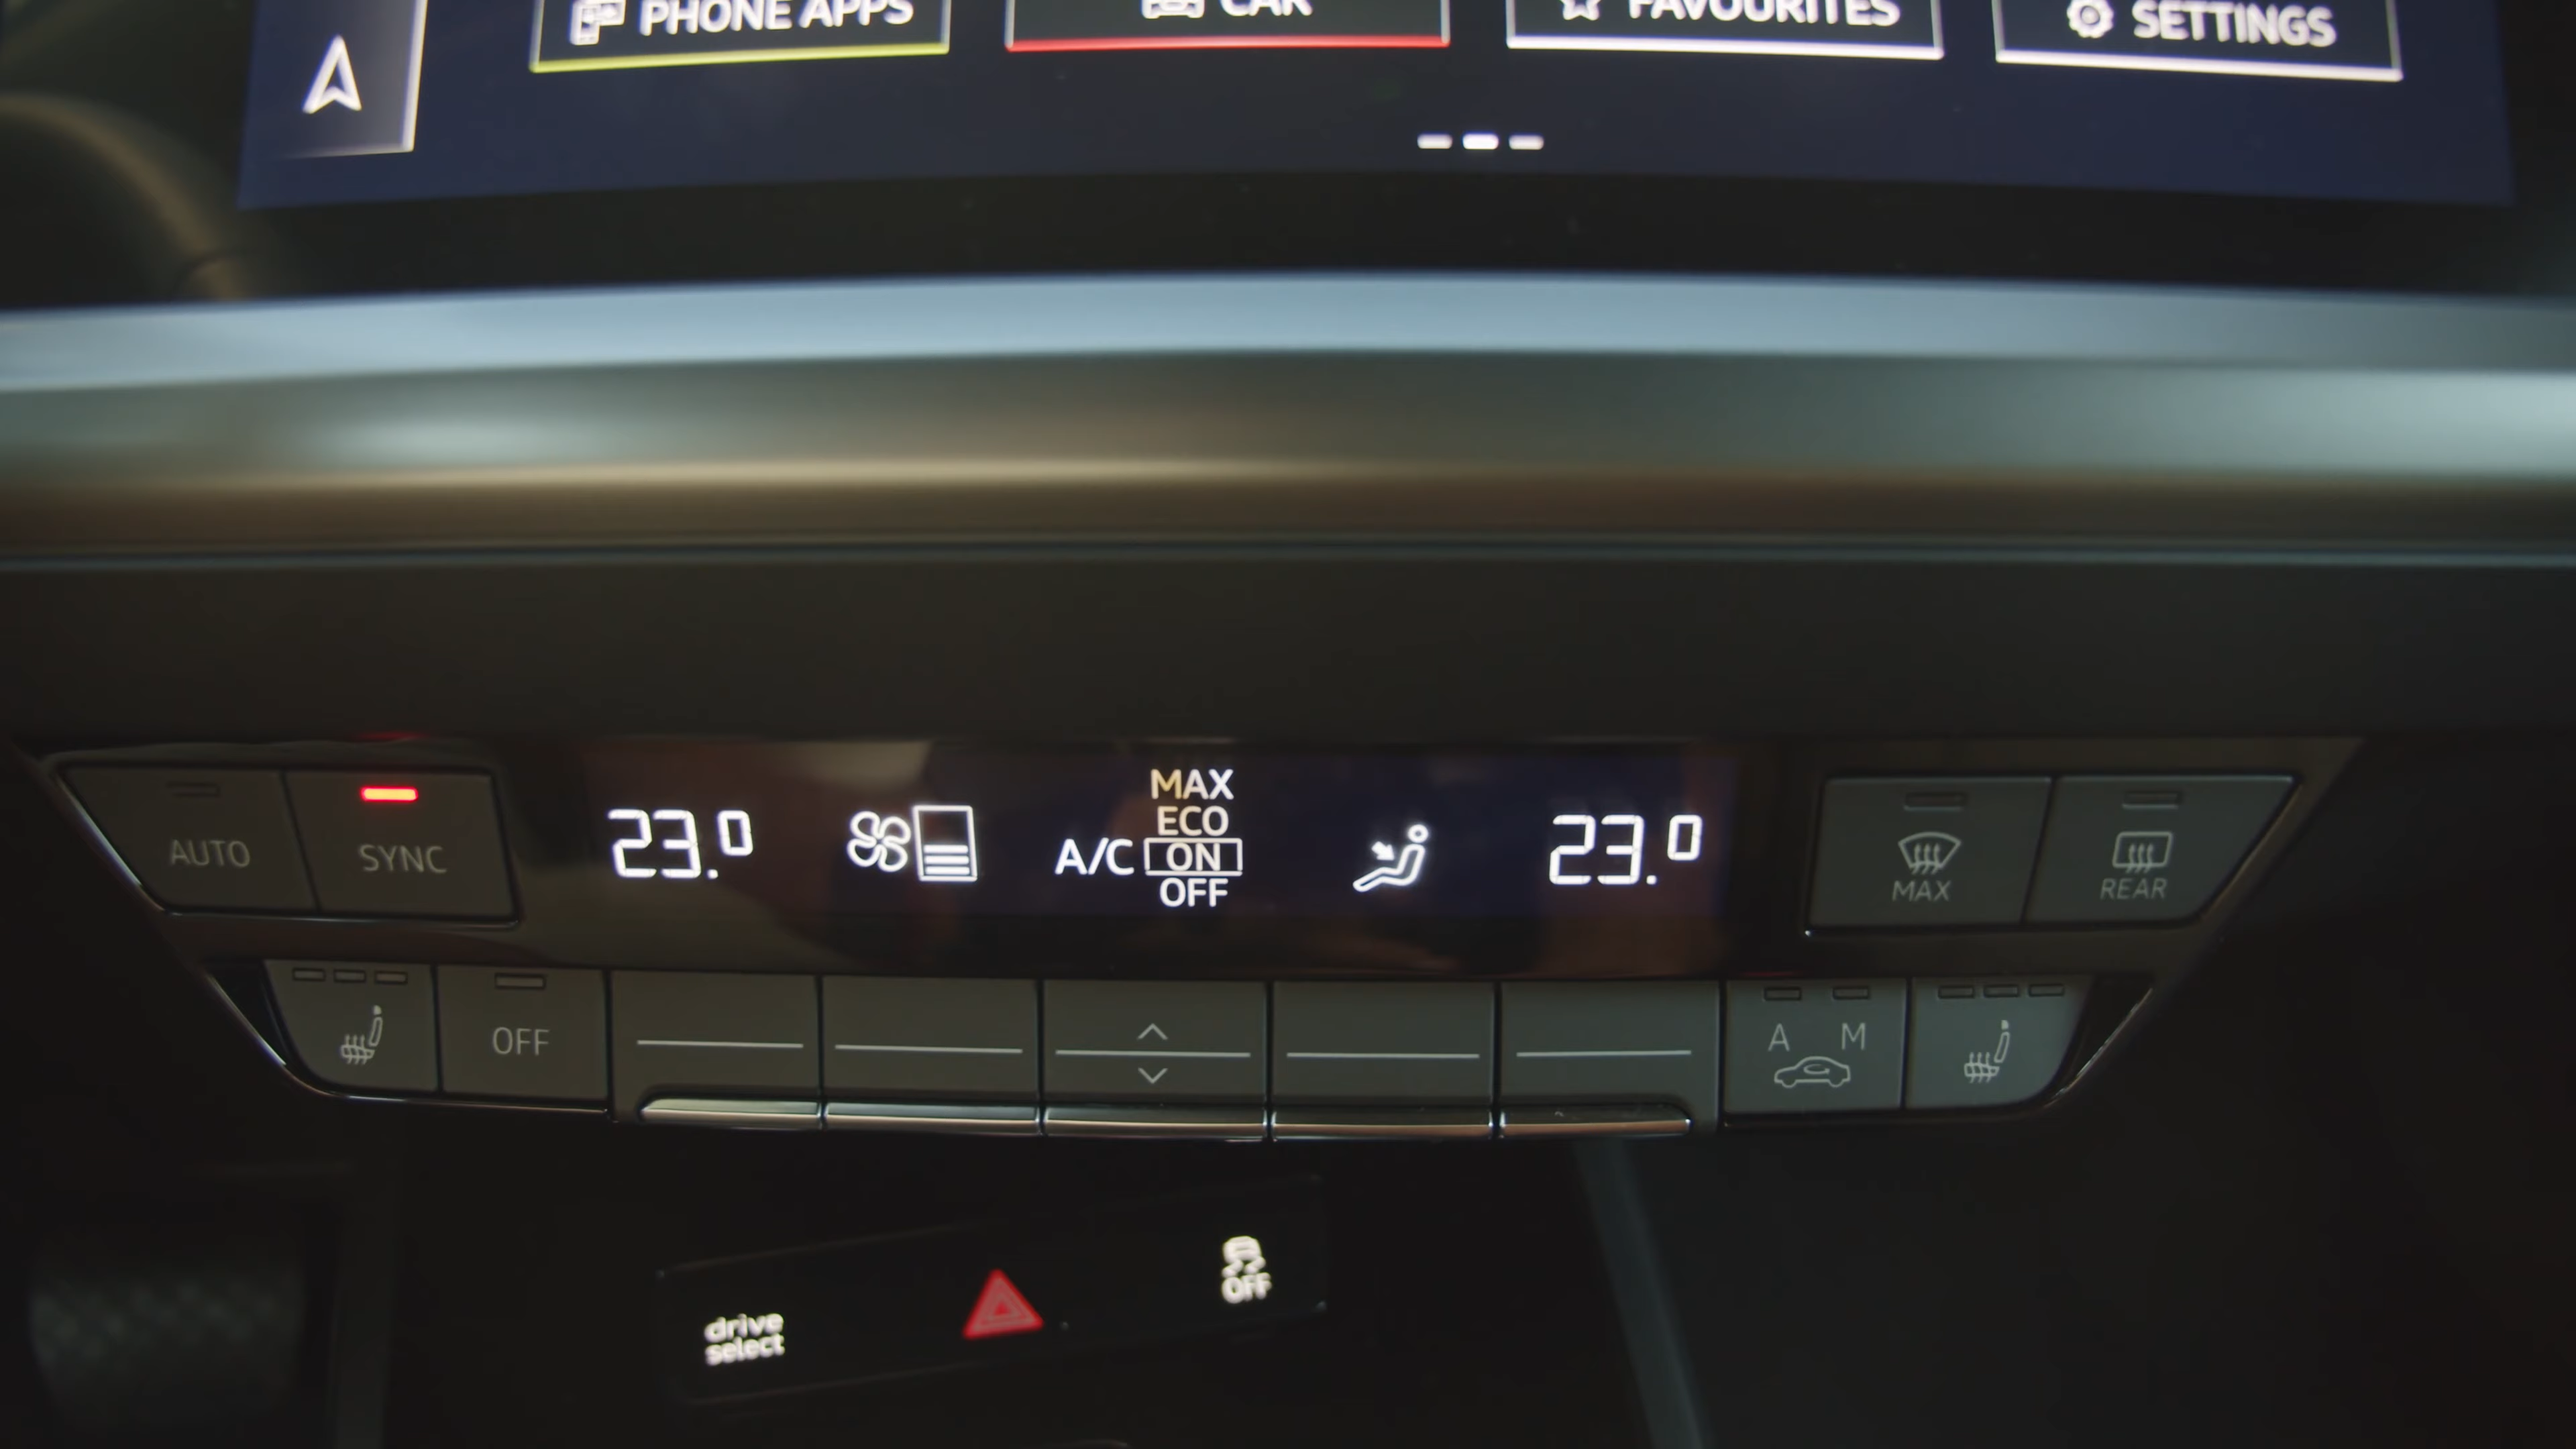 PHONE APPS
CAR
FAVOURITES
SETTINGS
AUTO
SYNC
23.0
A/C
MAX
ECO
ON
OFF
23.0
MAX
REAR
OFF
A M
drive
select
OFF